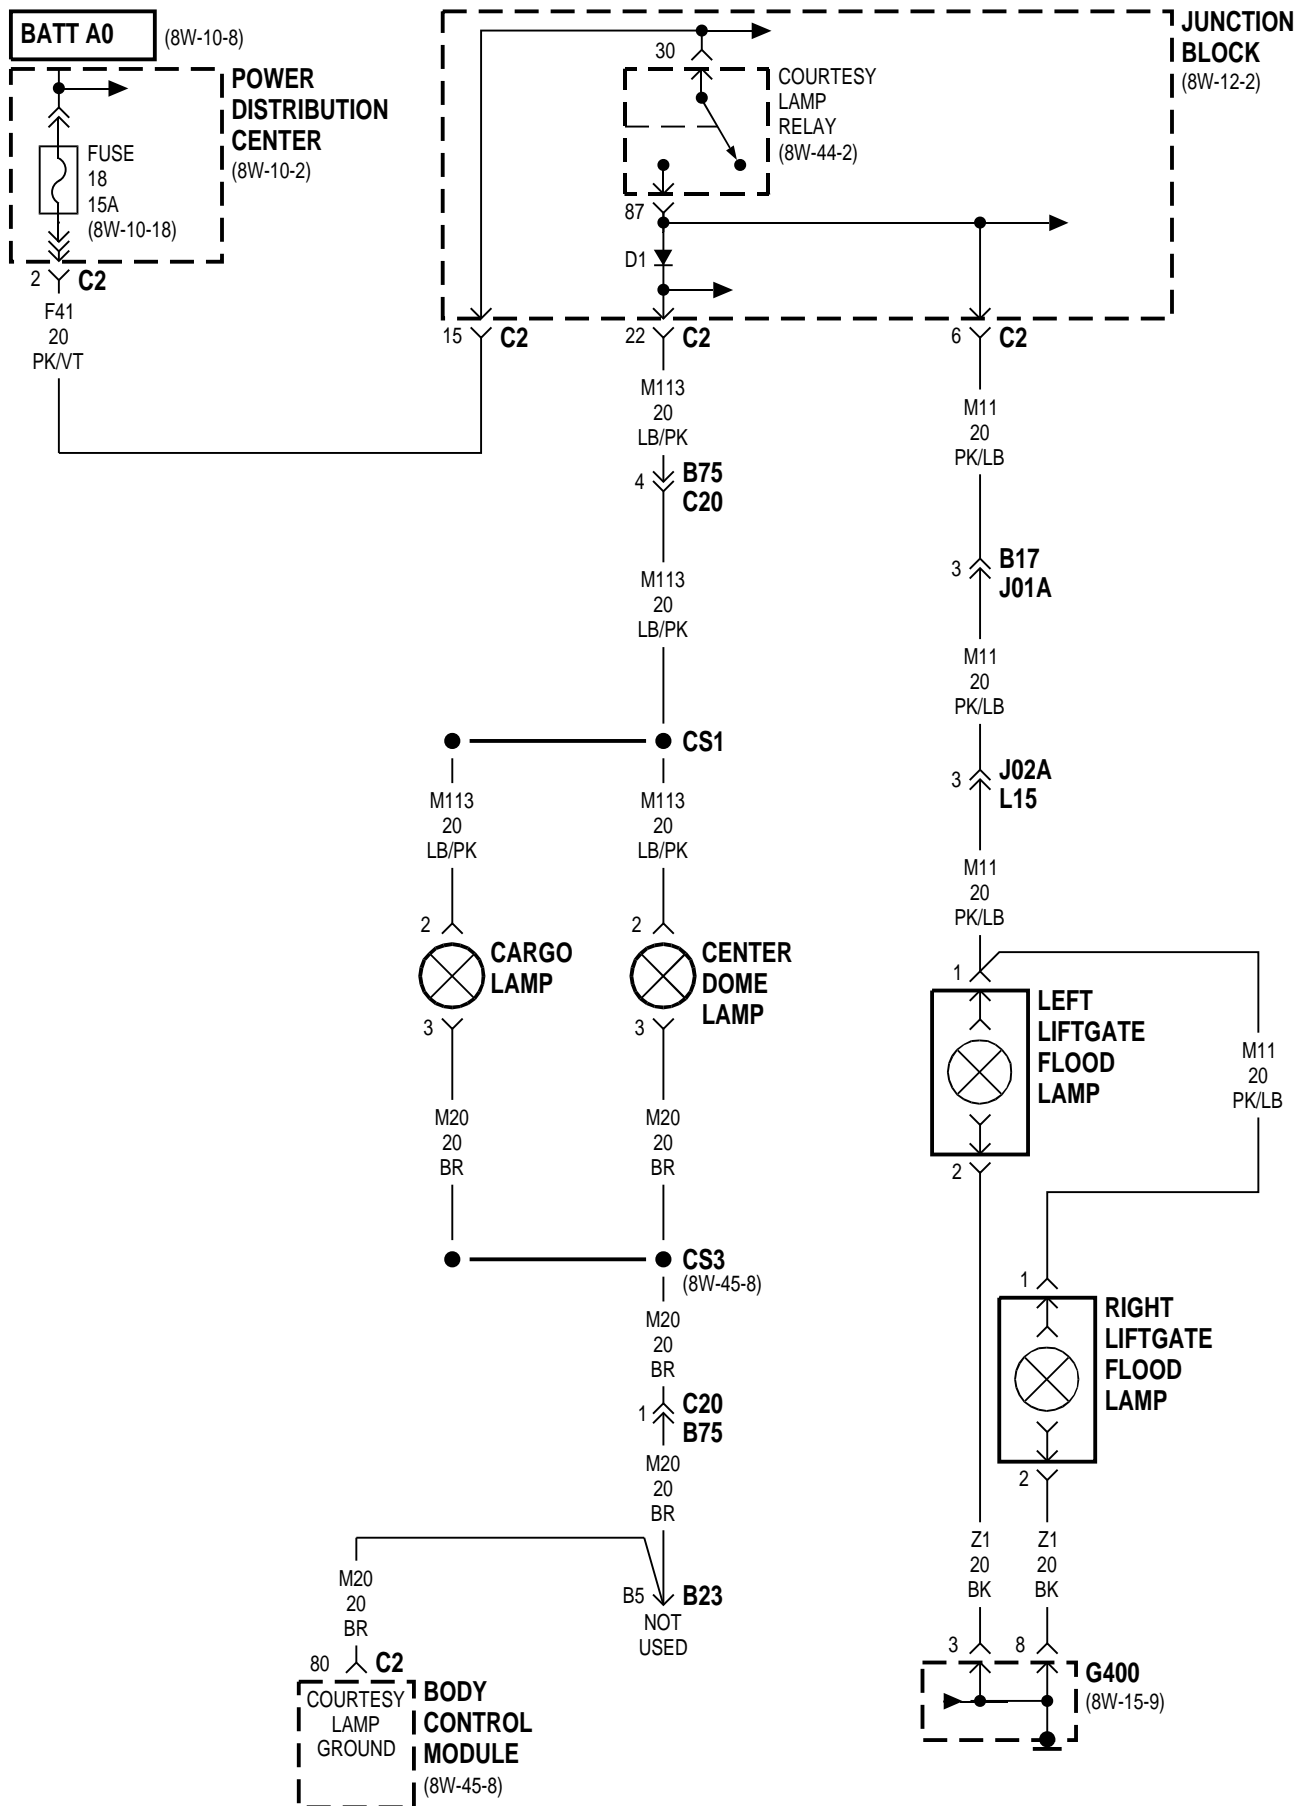 BATT A0
(8W-10-8)
POWER
DISTRIBUTION
CENTER
(8W-10-2)
FUSE
18
15A
(8W-10-18)
2
C2
F41
20
PK/VT
JUNCTION
BLOCK
(8W-12-2)
30
COURTESY
LAMP
RELAY
(8W-44-2)
87
D1
15
C2
22
C2
6
C2
M113
20
LB/PK
4
B75
C20
M113
20
LB/PK
M11
20
PK/LB
3
B17
J01A
M11
20
PK/LB
CS1
3
J02A
L15
M113
20
LB/PK
M113
20
LB/PK
M11
20
PK/LB
2
CARGO
LAMP
3
2
CENTER
DOME
LAMP
3
1
LEFT
LIFTGATE
FLOOD
LAMP
2
M11
20
PK/LB
M20
20
BR
M20
20
BR
CS3
(8W-45-8)
M20
20
BR
1
RIGHT
LIFTGATE
FLOOD
LAMP
2
1
C20
B75
M20
20
BR
Z1
20
BK
Z1
20
BK
M20
20
BR
B5
B23
NOT
USED
80
C2
COURTESY
LAMP
GROUND
BODY
CONTROL
MODULE
(8W-45-8)
3
8
G400
(8W-15-9)